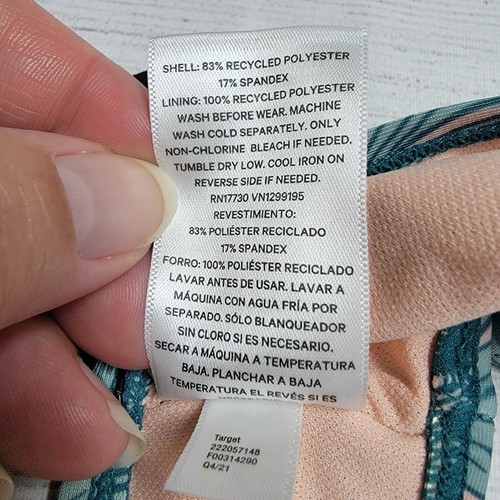 SHELL: 83% RECYCLED POLYESTER
17% SPANDEX
LINING: 100% RECYCLED POLYESTER
WASH BEFORE WEAR. MACHINE
WASH COLD SEPARATELY. ONLY
NON-CHLORINE BLEACH IF NEEDED.
TUMBLE DRY LOW. COOL IRON ON
REVERSE SIDE IF NEEDED.
RN17730 VN1299195
REVESTIMIENTO:
83% POLIÉSTER RECICLADO
17% SPANDEX
FORRO: 100% POLIÉSTER RECICLADO
LAVAR ANTES DE USAR. LAVAR A
MÁQUINA CON AGUA FRÍA POR
SEPARADO. SÓLO BLANQUEADOR
SIN CLORO SI ES NECESARIO.
SECAR A MÁQUINA A TEMPERATURA
BAJA. PLANCHAR A BAJA
TEMPERATURA EL REVÉS SI ES
Target
222057148
F00314290
Q4/21